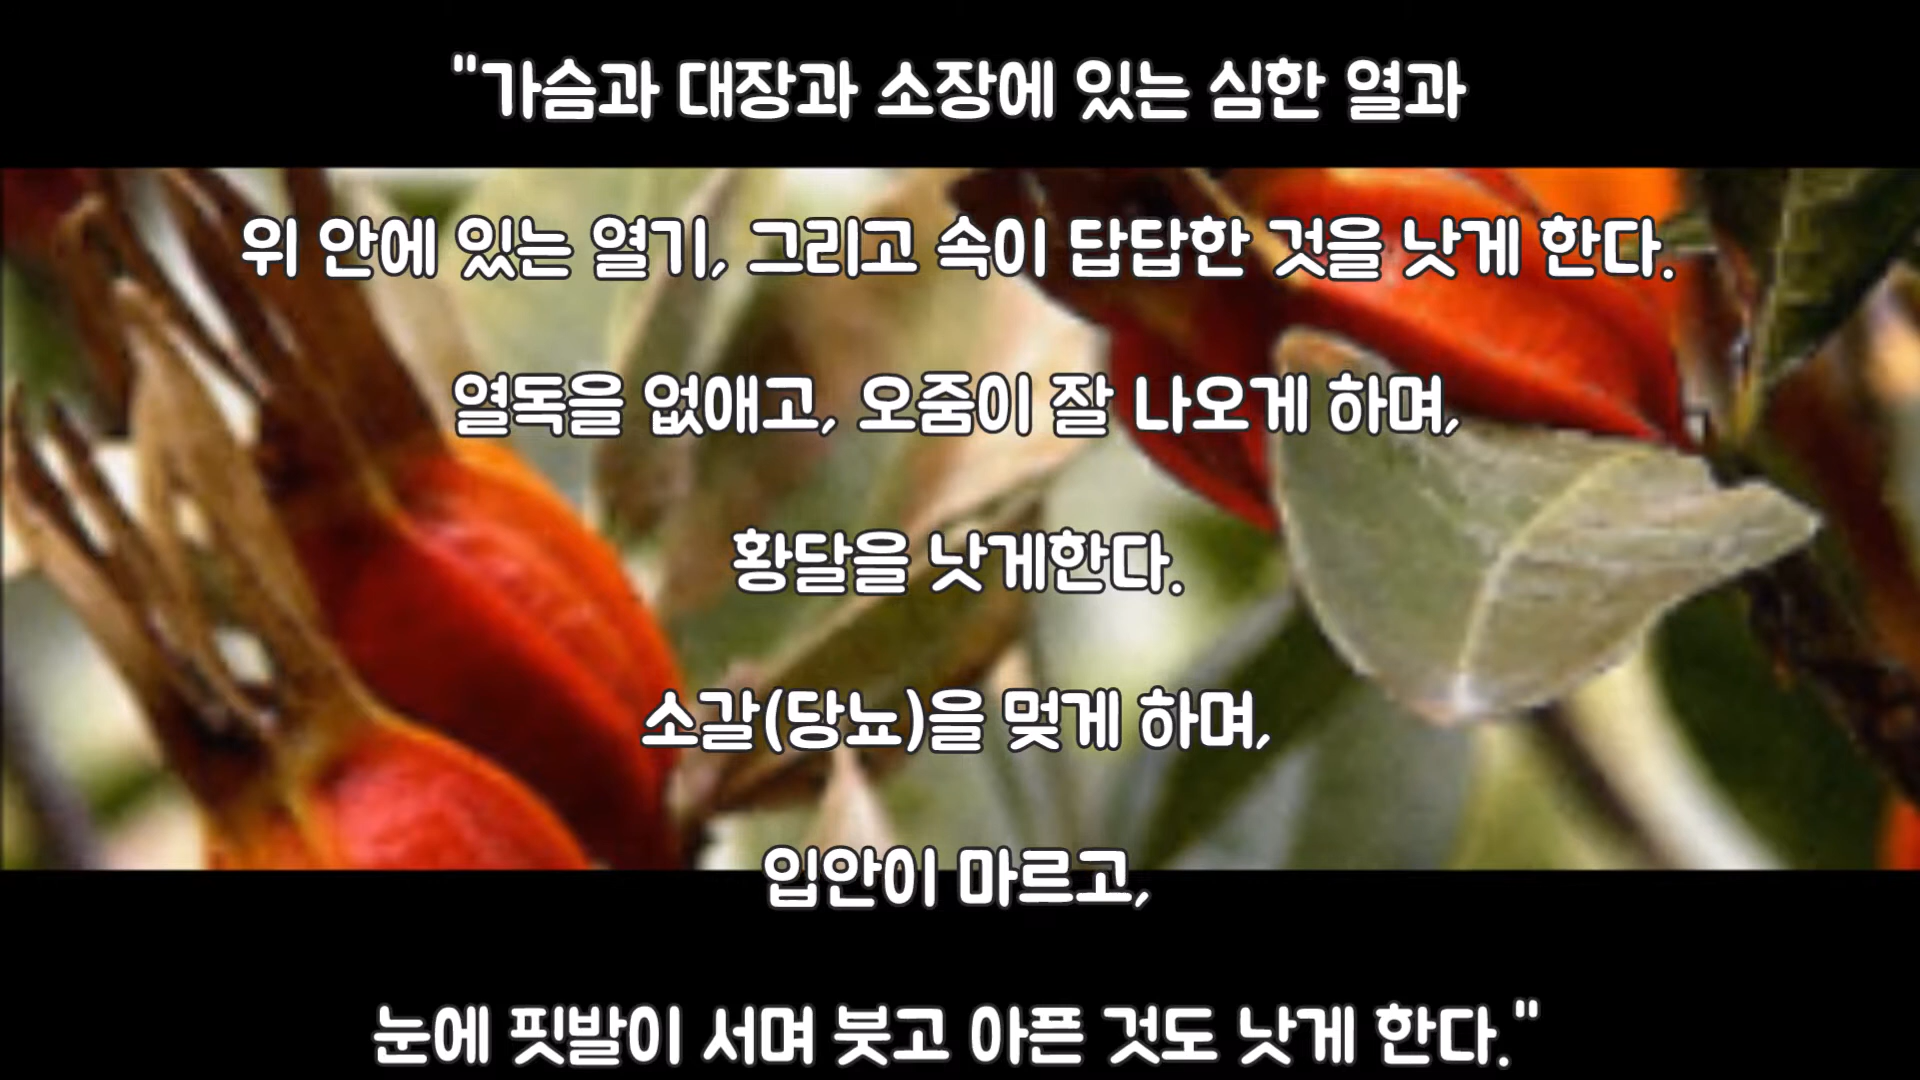 "가슴과 대장과 소장에 있는 심한 열과
위 안에 있는 열기, 그리고 속이 답답한 것을 낫게 한다.
열독을 없애고, 오줌이 잘 나오게 하며,
황달을 낫게한다.
소갈(당뇨)을 멎게 하며,
입안이 마르고,
눈에 핏발이 서며 붓고 아픈 것도 낫게 한다."